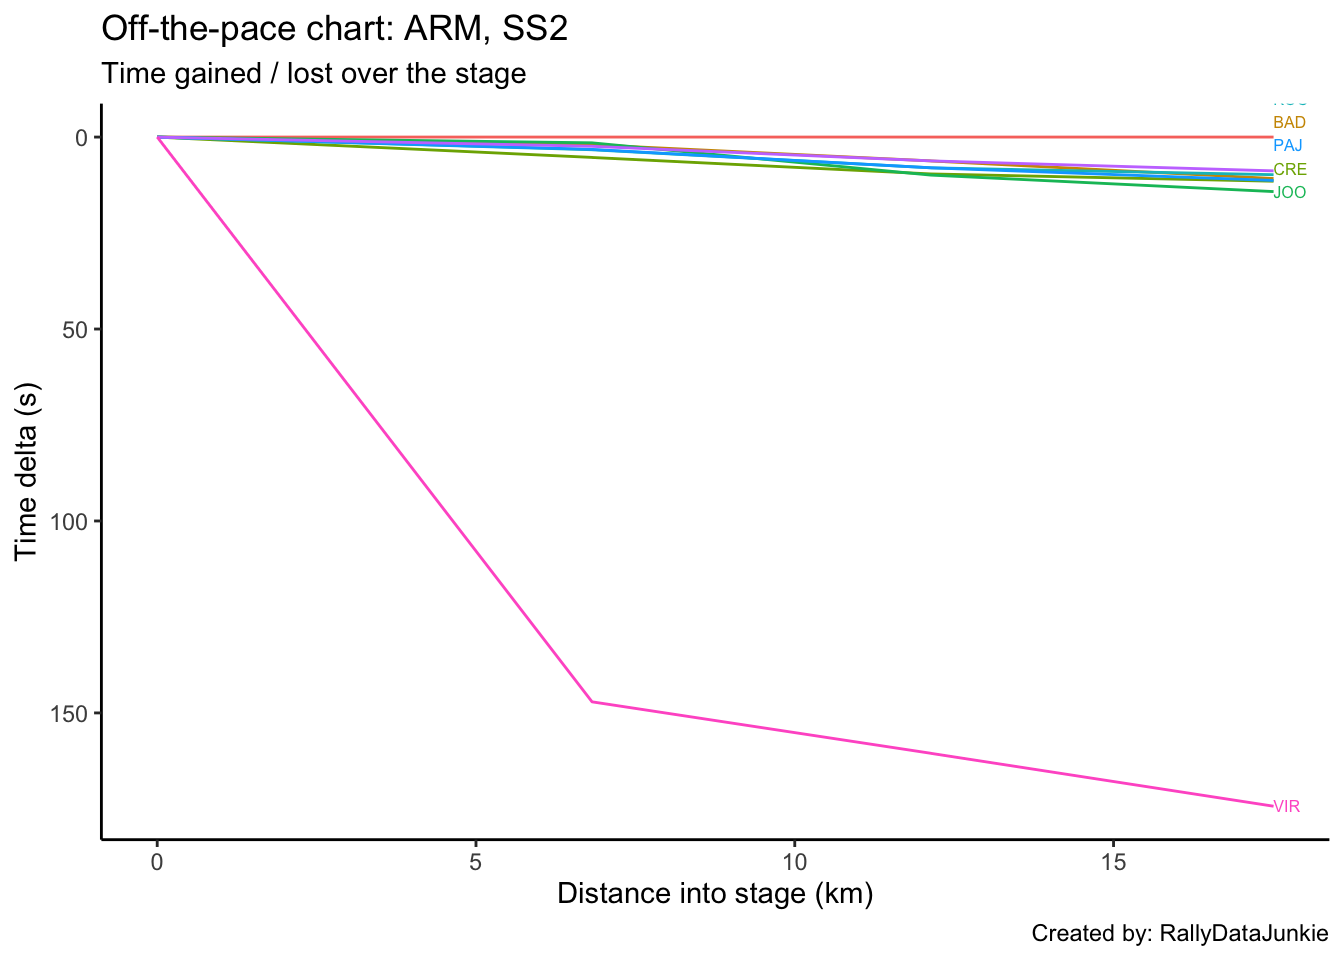 Off-the-pace chart: ARM, SS2
Time gained / lost over the stage
0
50
100
150
Time delta (s)
BAD
PAJ
CRE
JOO
VIR
0
5
10
15
Distance into stage (km)
Created by: RallyDataJunkie